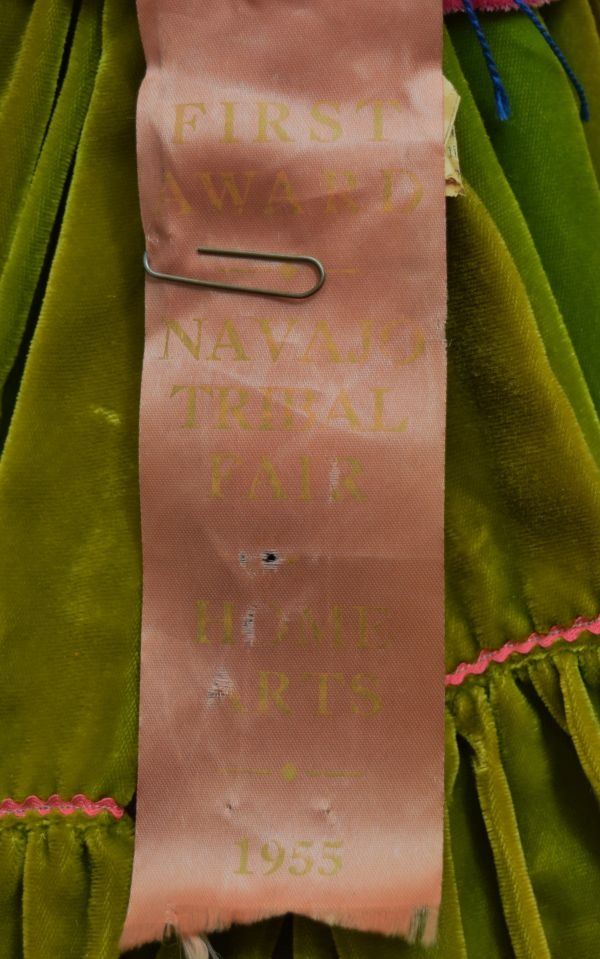 FIRST
AWARD
NAVAJO
TRIBAL
FAIR
HOME
ARTS
1955